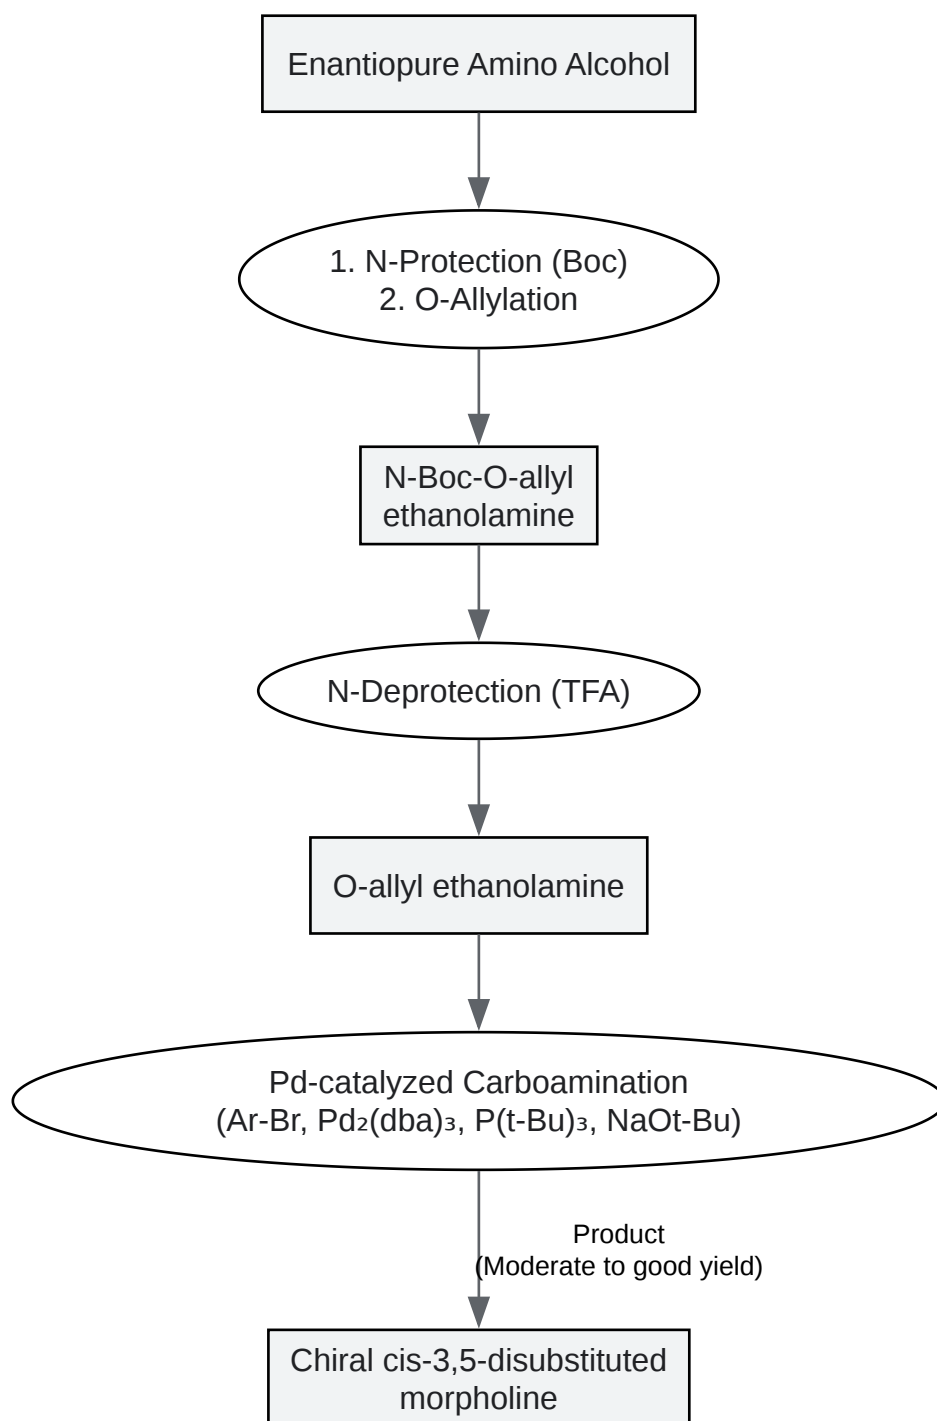 Enantiopure Amino Alcohol
1. N-Protection (Boc)
2. O-Allylation
N-Boc-O-allyl
ethanolamine
N-Deprotection (TFA)
O-allyl ethanolamine
Pd-catalyzed Carboamination
(Ar-Br, Pd₂(dba)₃, P(t-Bu)₃, NaOt-Bu)
Product
(Moderate to good yield)
Chiral cis-3,5-disubstituted
morpholine